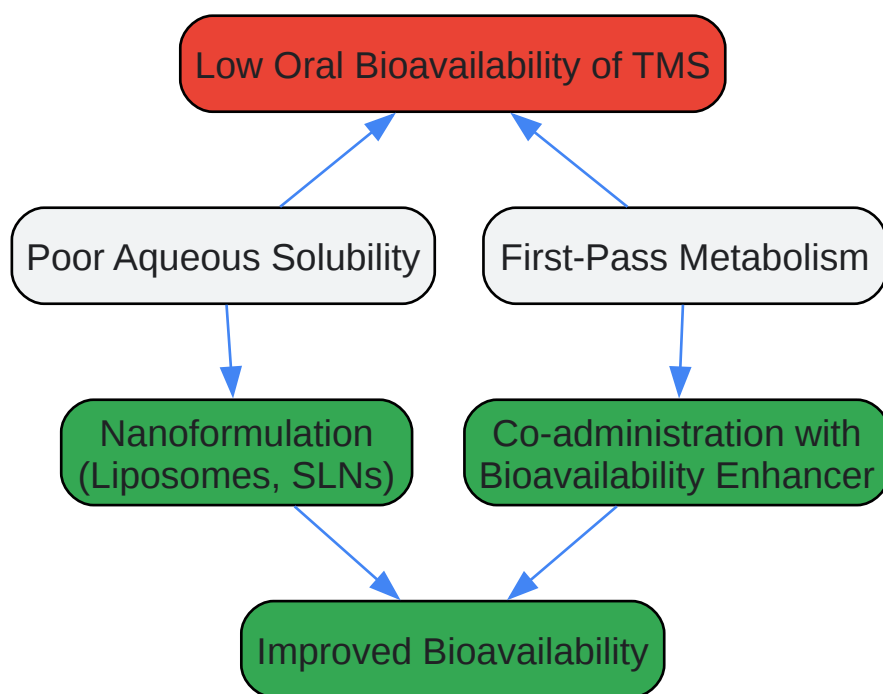 Low Oral Bioavailability of TMS
Poor Aqueous Solubility
First-Pass Metabolism
Nanoformulation
(Liposomes, SLNs)
Co-administration with
Bioavailability Enhancer
Improved Bioavailability